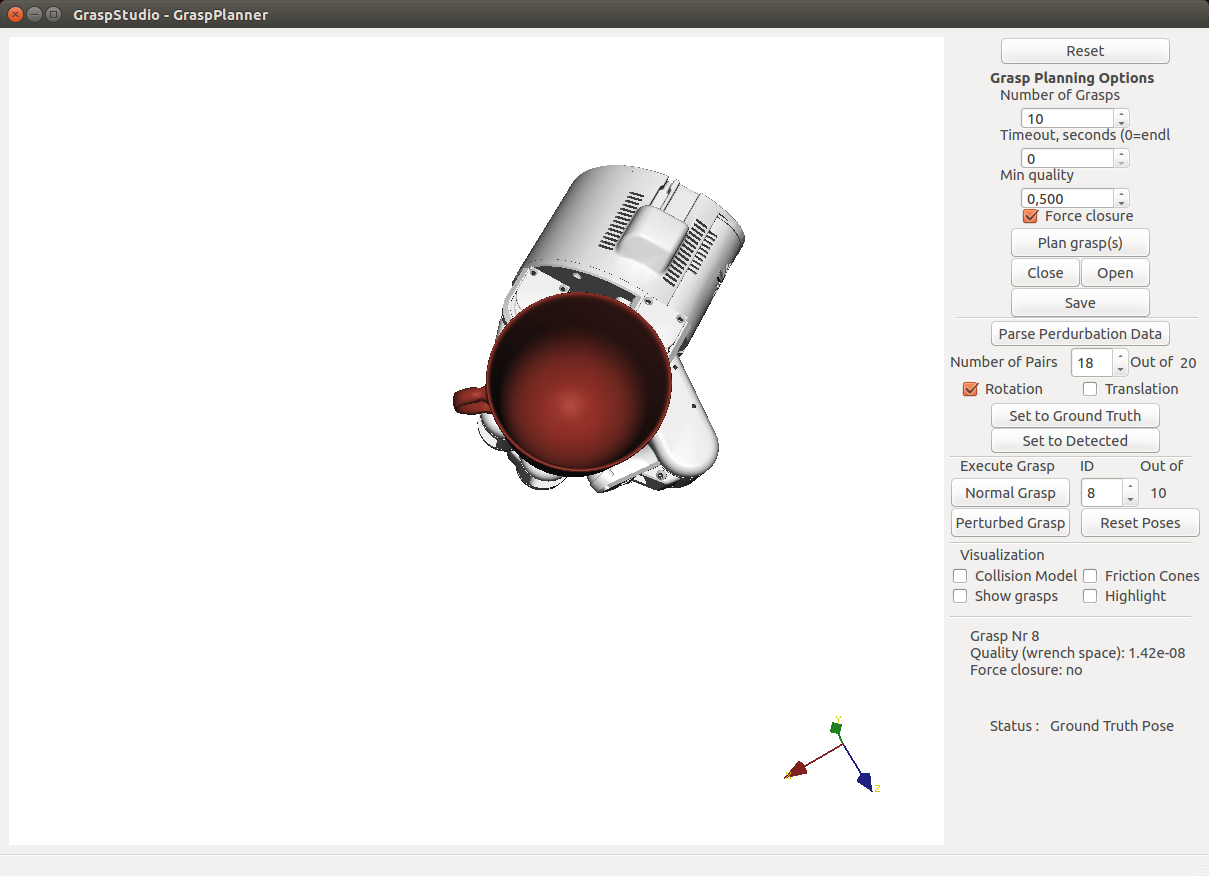 GraspStudio - GraspPlanner
Reset
Grasp Planning Options
Number of Grasps
10
Timeout, seconds (0=endl
0
Min quality
0,500
Force closure
Plan grasp(s)
Close Open
Save
Parse Perdurbation Data
Number of Pairs 18 Out of 20
Rotation Translation
Set to Ground Truth
Set to Detected
Execute Grasp ID Out of
Normal Grasp 8 10
Perturbed Grasp Reset Poses
Visualization
Collision Model Friction Cones
Show grasps Highlight
Grasp Nr 8
Quality (wrench space): 1.42e-08
Force closure: no
Status : Ground Truth Pose
Y
X
Z